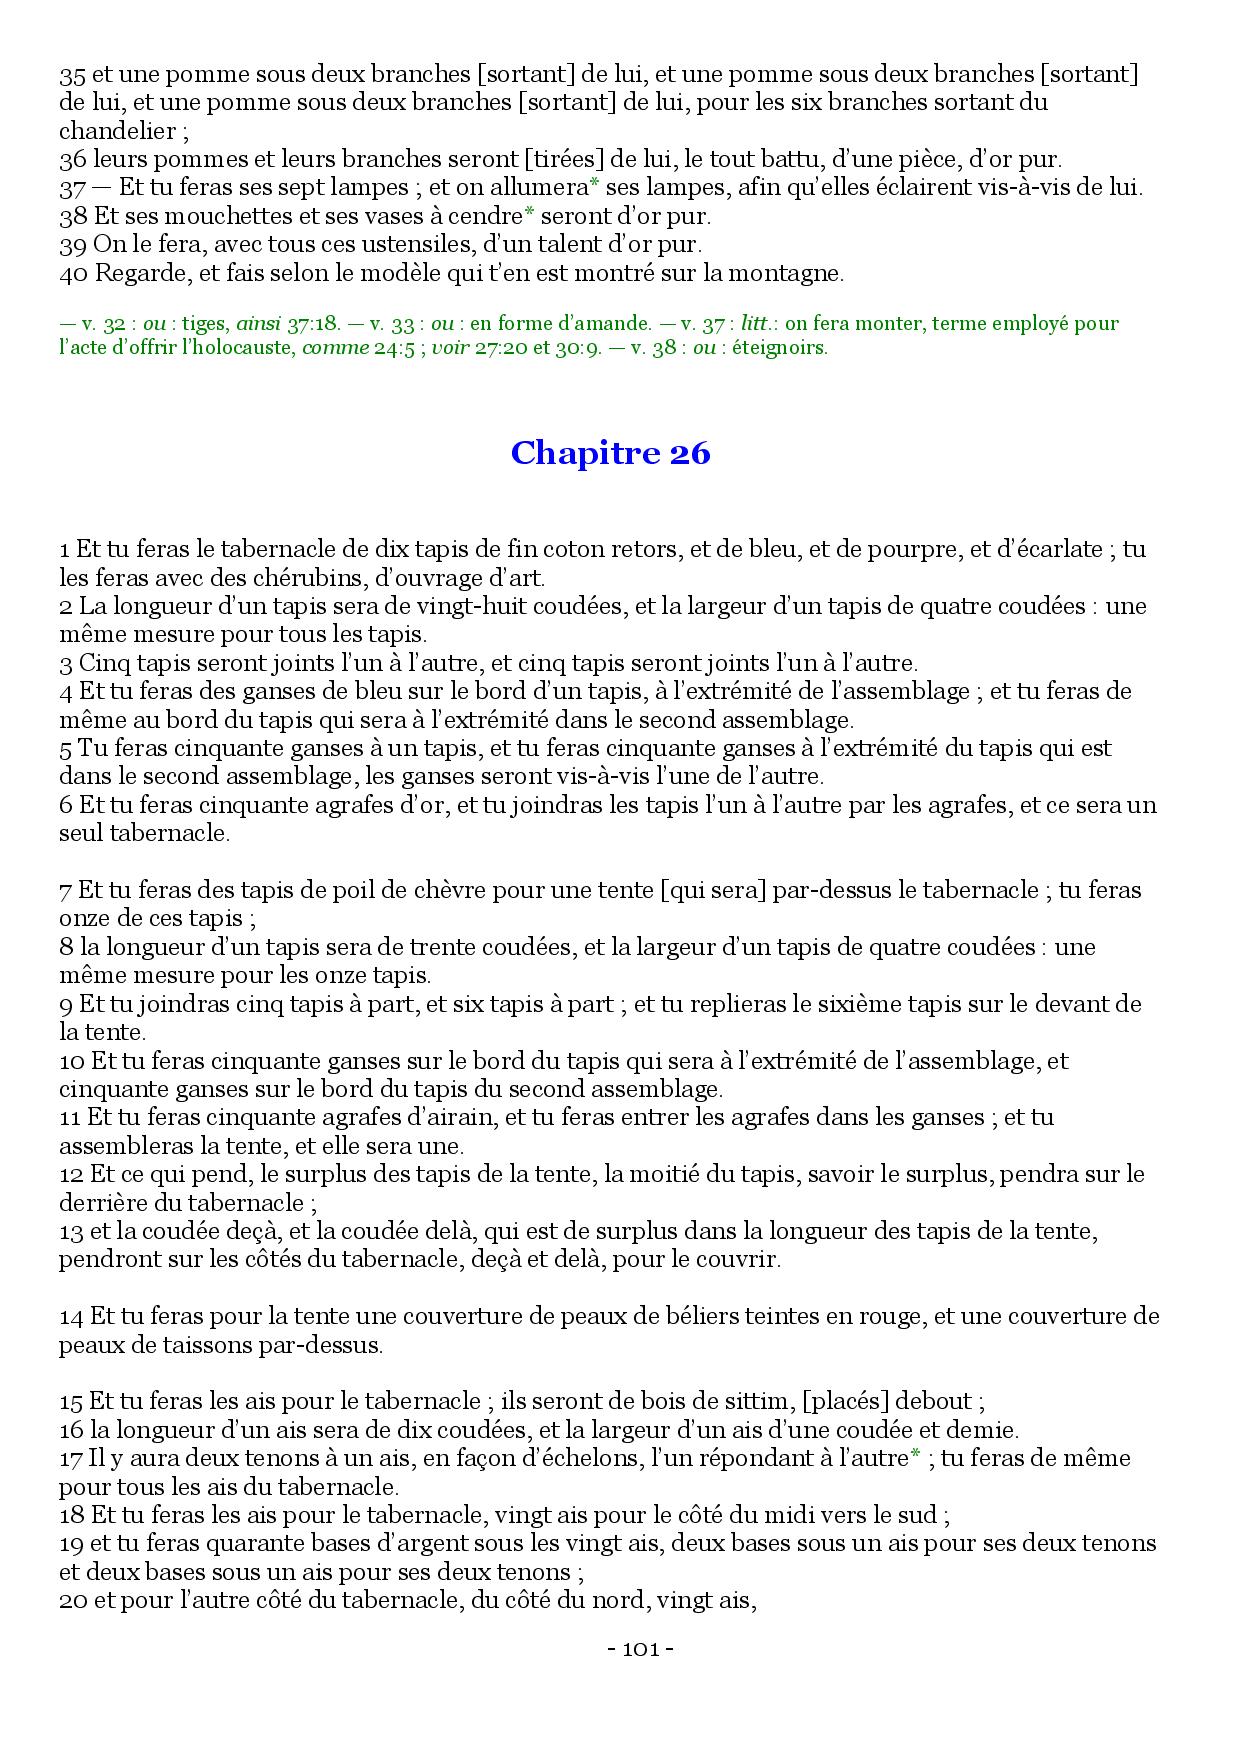 35 et une pomme sous deux branches [sortant] de lui, et une pomme sous deux branches [sortant]
de lui, et une pomme sous deux branches [sortant] de lui, pour les six branches sortant du
chandelier ;
36 leurs pommes et leurs branches seront [tirées] de lui, le tout battu, d’une pièce, d’or pur.
37 — Et tu feras ses sept lampes ; et on allumera* ses lampes, afin qu’elles éclairent vis-à-vis de lui.
38 Et ses mouchettes et ses vases à cendre* seront d’or pur.
39 On le fera, avec tous ces ustensiles, d’un talent d’or pur.
40 Regarde, et fais selon le modèle qui t’en est montré sur la montagne.
— v. 32 : ou : tiges, ainsi 37:18. — v. 33 : ou : en forme d’amande. — v. 37 : litt.: on fera monter, terme employé pour
l’acte d’offrir l’holocauste, comme 24:5 ; voir 27:20 et 30:9. — v. 38 : ou : éteignoirs.
Chapitre 26
1 Et tu feras le tabernacle de dix tapis de fin coton retors, et de bleu, et de pourpre, et d’écarlate ; tu
les feras avec des chérubins, d’ouvrage d’art.
2 La longueur d’un tapis sera de vingt-huit coudées, et la largeur d’un tapis de quatre coudées : une
même mesure pour tous les tapis.
3 Cinq tapis seront joints l’un à l’autre, et cinq tapis seront joints l’un à l’autre.
4 Et tu feras des ganses de bleu sur le bord d’un tapis, à l’extrémité de l’assemblage ; et tu feras de
même au bord du tapis qui sera à l’extrémité dans le second assemblage.
5 Tu feras cinquante ganses à un tapis, et tu feras cinquante ganses à l’extrémité du tapis qui est
dans le second assemblage, les ganses seront vis-à-vis l’une de l’autre.
6 Et tu feras cinquante agrafes d’or, et tu joindras les tapis l’un à l’autre par les agrafes, et ce sera un
seul tabernacle.
7 Et tu feras des tapis de poil de chèvre pour une tente [qui sera] par-dessus le tabernacle ; tu feras
onze de ces tapis ;
8 la longueur d’un tapis sera de trente coudées, et la largeur d’un tapis de quatre coudées : une
même mesure pour les onze tapis.
9 Et tu joindras cinq tapis à part, et six tapis à part ; et tu replieras le sixième tapis sur le devant de
la tente.
10 Et tu feras cinquante ganses sur le bord du tapis qui sera à l’extrémité de l’assemblage, et
cinquante ganses sur le bord du tapis du second assemblage.
11 Et tu feras cinquante agrafes d’airain, et tu feras entrer les agrafes dans les ganses ; et tu
assembleras la tente, et elle sera une.
12 Et ce qui pend, le surplus des tapis de la tente, la moitié du tapis, savoir le surplus, pendra sur le
derrière du tabernacle ;
13 et la coudée deçà, et la coudée delà, qui est de surplus dans la longueur des tapis de la tente,
pendront sur les côtés du tabernacle, deçà et delà, pour le couvrir.
14 Et tu feras pour la tente une couverture de peaux de béliers teintes en rouge, et une couverture de
peaux de taissons par-dessus.
15 Et tu feras les ais pour le tabernacle ; ils seront de bois de sittim, [placés] debout ;
16 la longueur d’un ais sera de dix coudées, et la largeur d’un ais d’une coudée et demie.
17 Il y aura deux tenons à un ais, en façon d’échelons, l’un répondant à l’autre* ; tu feras de même
pour tous les ais du tabernacle.
18 Et tu feras les ais pour le tabernacle, vingt ais pour le côté du midi vers le sud ;
19 et tu feras quarante bases d’argent sous les vingt ais, deux bases sous un ais pour ses deux tenons
et deux bases sous un ais pour ses deux tenons ;
20 et pour l’autre côté du tabernacle, du côté du nord, vingt ais,
- 101 -